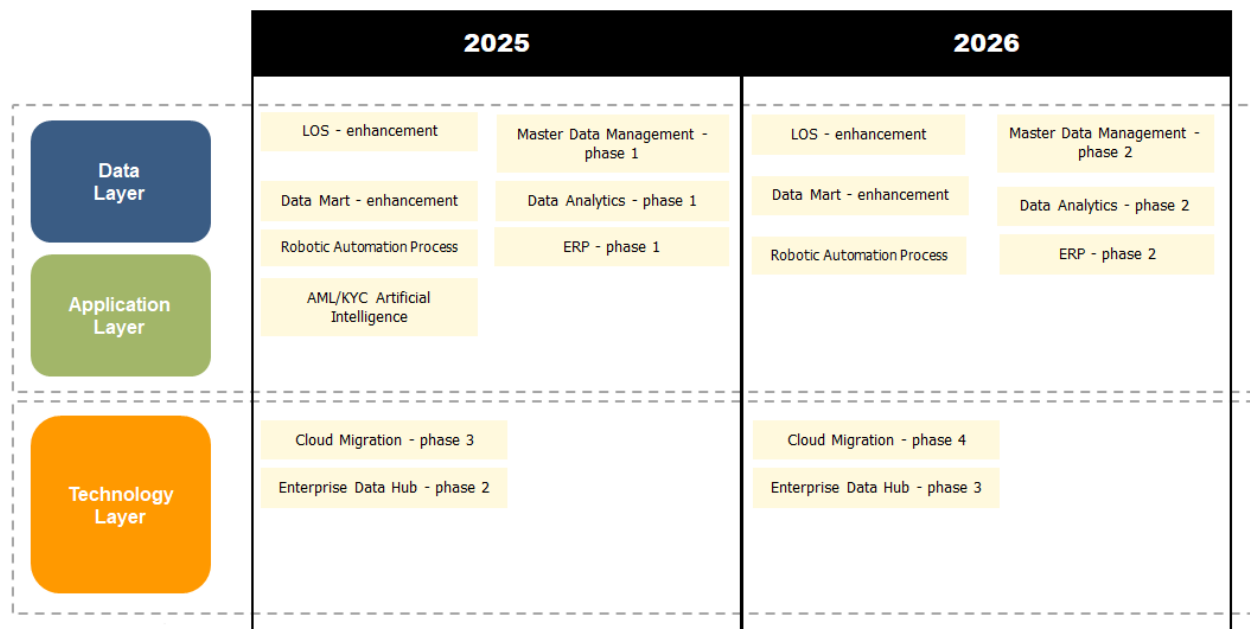 2025
2026
Data
Layer
LOS - enhancement
Master Data Management -
phase 1
LOS - enhancement
Master Data Management -
phase 2
Data Mart - enhancement
Data Analytics - phase 1
Data Mart - enhancement
Data Analytics - phase 2
Robotic Automation Process
ERP - phase 1
Robotic Automation Process
ERP - phase 2
Application
Layer
AML/KYC Artificial
Intelligence
Technology
Layer
Cloud Migration - phase 3
Cloud Migration - phase 4
Enterprise Data Hub - phase 2
Enterprise Data Hub - phase 3